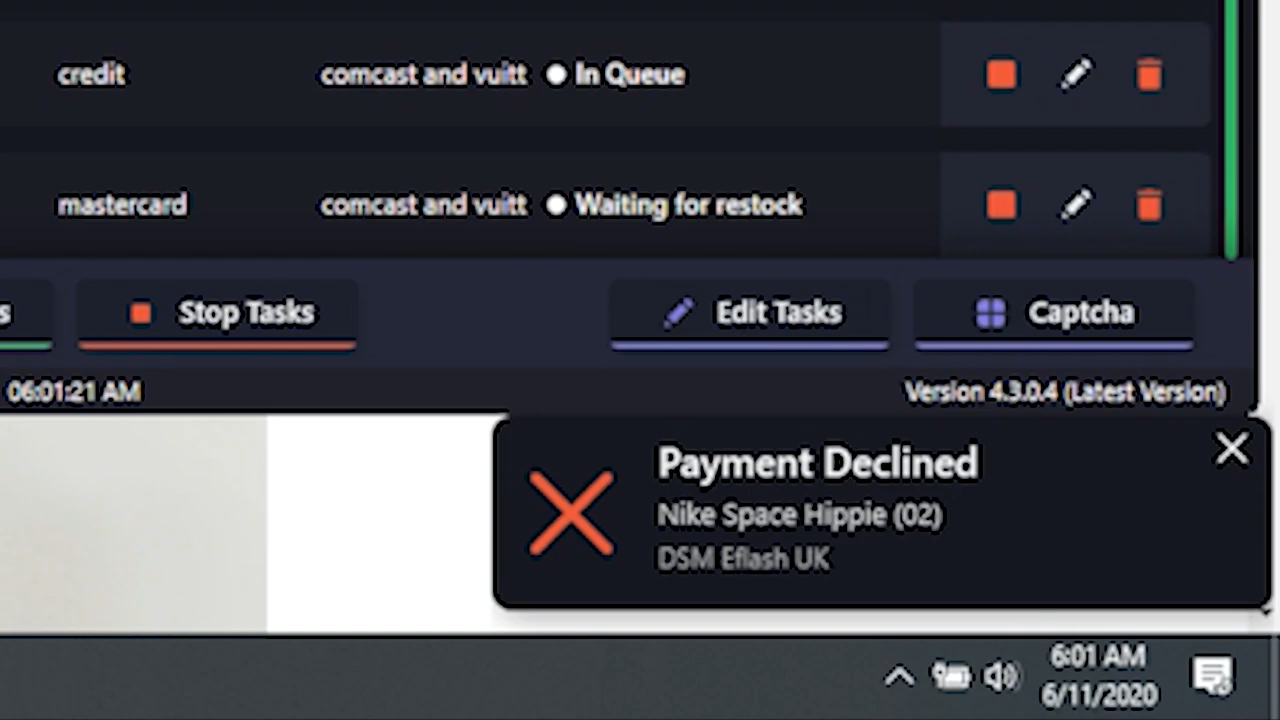 credit comcast and vuitt In Queue
mastercard comcast and vuitt Waiting for restock
s Stop Tasks Edit Tasks Captcha
06:01:21 AM Version 4.3.0.4 (Latest Version)
Payment Declined
Nike Space Hippie (02)
DSM Eflash UK
6:01 AM
6/11/2020